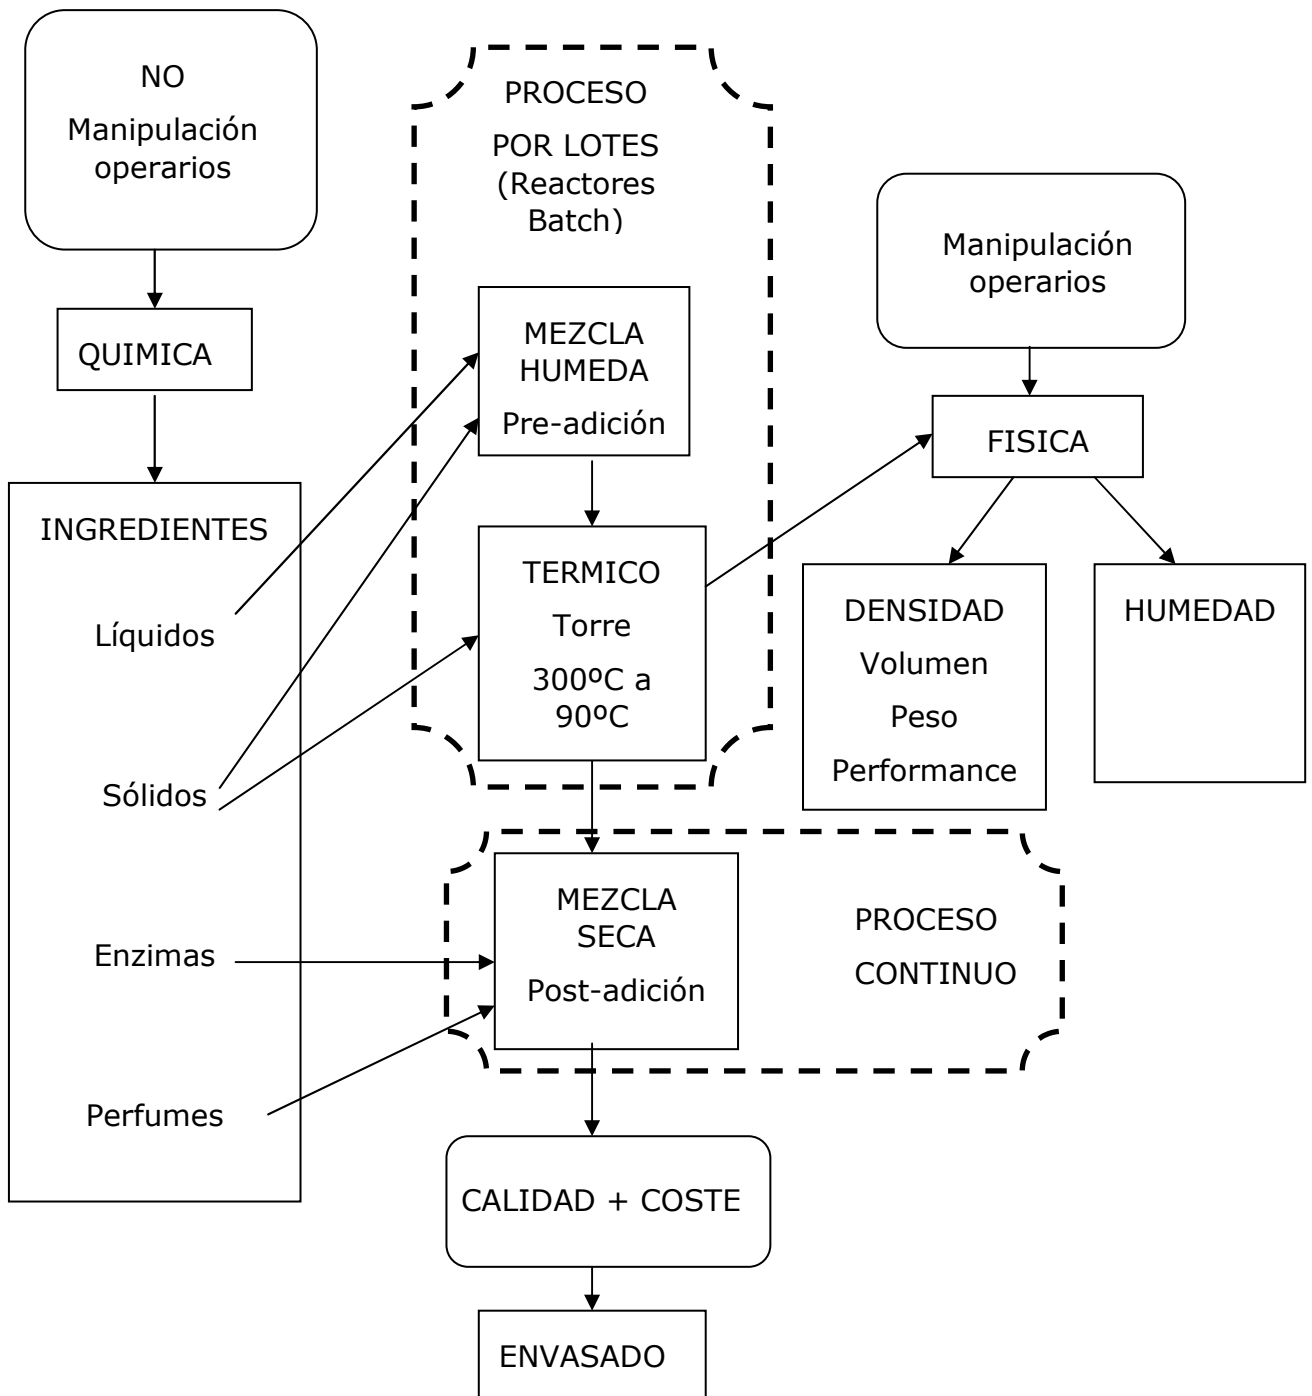 NO
Manipulación
operarios
QUIMICA
INGREDIENTES
Líquidos
Sólidos
Enzimas
Perfumes
PROCESO
POR LOTES
(Reactores
Batch)
MEZCLA
HUMEDA
Pre-adición
TERMICO
Torre
300ºC a
90ºC
MEZCLA
SECA
Post-adición
PROCESO
CONTINUO
CALIDAD + COSTE
ENVASADO
Manipulación
operarios
FISICA
DENSIDAD
Volumen
Peso
Performance
HUMEDAD